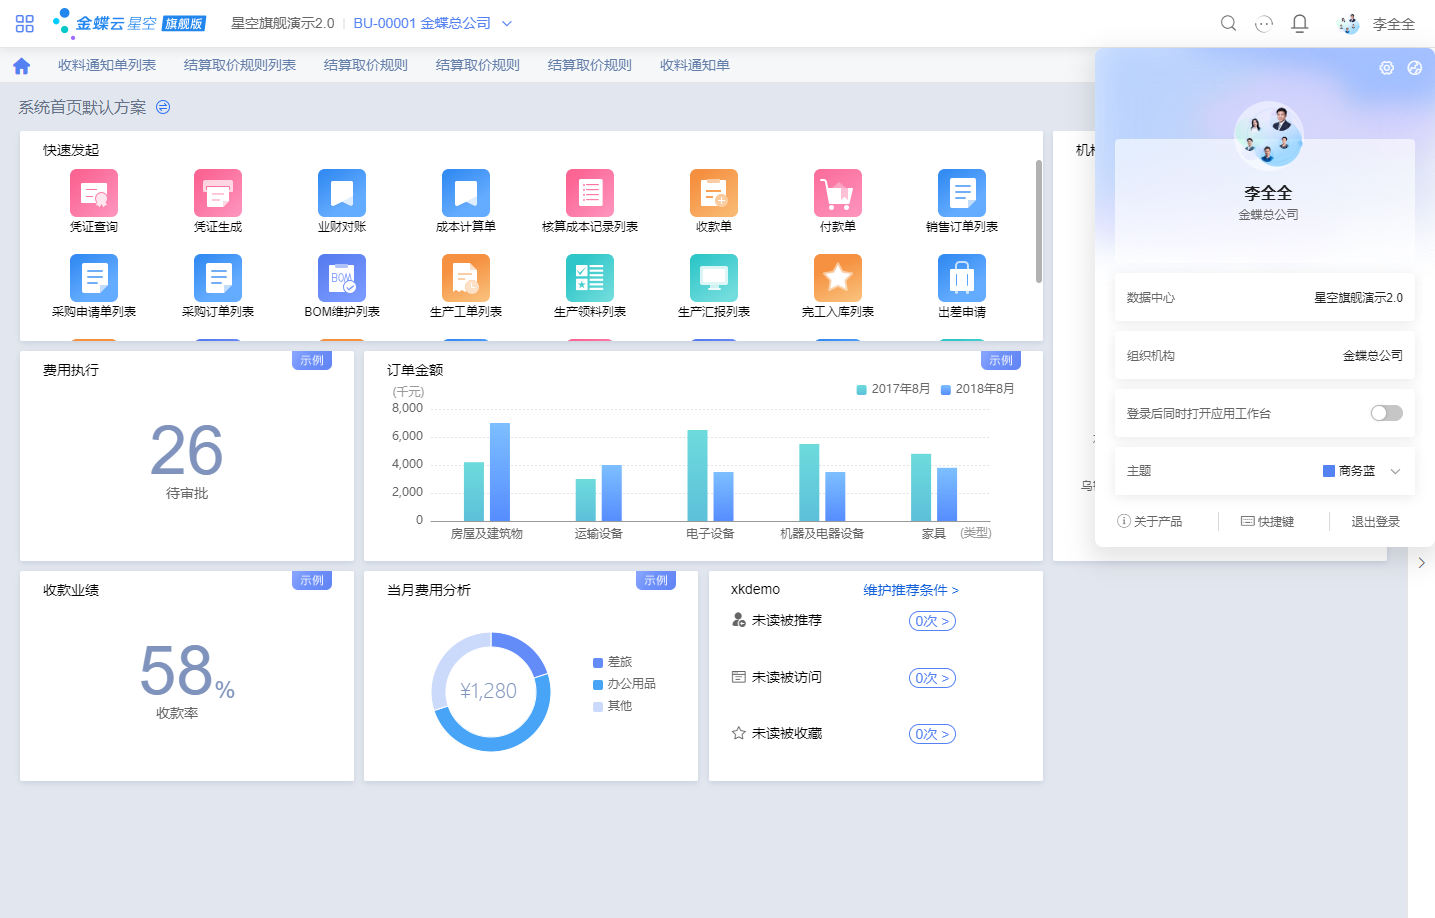 金蝶云 星空 旗舰版 星空旗舰演示2.0 BU-00001 金蝶总公司 李全全
收料通知单列表 结算取价规则列表 结算取价规则 结算取价规则 结算取价规则 收料通知单
系统首页默认方案
快速发起
凭证查询 凭证生成 业财对账 成本计算单 核算成本记录列表 收款单 付款单 销售订单列表
BOM
采购申请单列表 采购订单列表 BOM维护列表 生产工单列表 生产领料列表 生产汇报列表 完工入库列表 出差申请
费用执行 示例
26
待审批
订单金额 示例
(千元)
2017年8月 2018年8月
8,000
6,000
4,000
2,000
0
房屋及建筑物 运输设备 电子设备 机器及电器设备 家具 (类型)
收款业绩 示例
58%
收款率
当月费用分析 示例
¥1,280
差旅
办公用品
其他
xkdemo 维护推荐条件 >
未读被推荐 0次 >
未读被访问 0次 >
未读被收藏 0次 >
李全全
金蝶总公司
数据中心 星空旗舰演示2.0
组织机构 金蝶总公司
登录后同时打开应用工作台
主题 商务蓝
关于产品 快捷键 退出登录